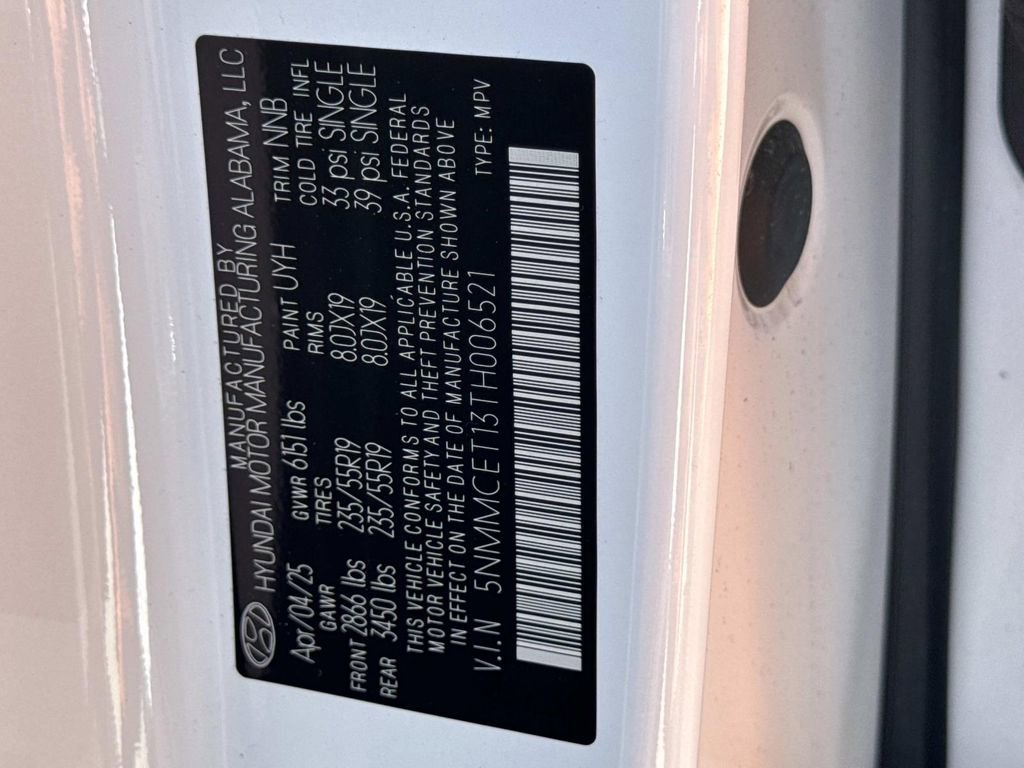 MANUFACTURED BY
HYUNDAI MOTOR MANUFACTURING ALABAMA, LLC
Apr/04/25 GVWR 6151 lbs PAINT UYH TRIM NNB
GAWR TIRES RIMS COLD TIRE INFL
FRONT 2866 lbs 235/55R19 8.0JX19 33 psi SINGLE
REAR 3450 lbs 235/55R19 8.0JX19 39 psi SINGLE
THIS VEHICLE CONFORMS TO ALL APPLICABLE U.S.A. FEDERAL
MOTOR VEHICLE SAFETY AND THEFT PREVENTION STANDARDS
IN EFFECT ON THE DATE OF MANUFACTURE SHOWN ABOVE
V.I.N 5NMMCET13TH006521 TYPE: MPV